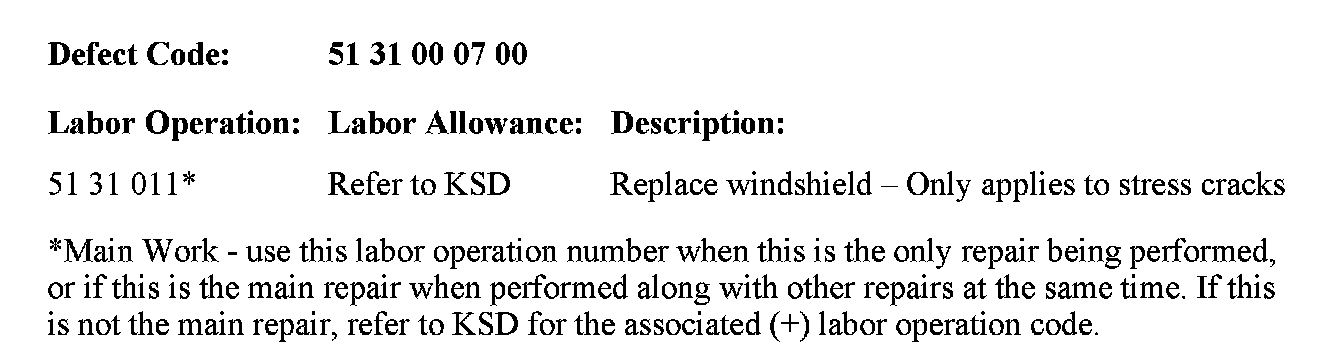 Defect Code: 51 31 00 07 00
Labor Operation: Labor Allowance: Description:
51 31 011* Refer to KSD Replace windshield – Only applies to stress cracks
*Main Work - use this labor operation number when this is the only repair being performed,
or if this is the main repair when performed along with other repairs at the same time. If this
is not the main repair, refer to KSD for the associated (+) labor operation code.